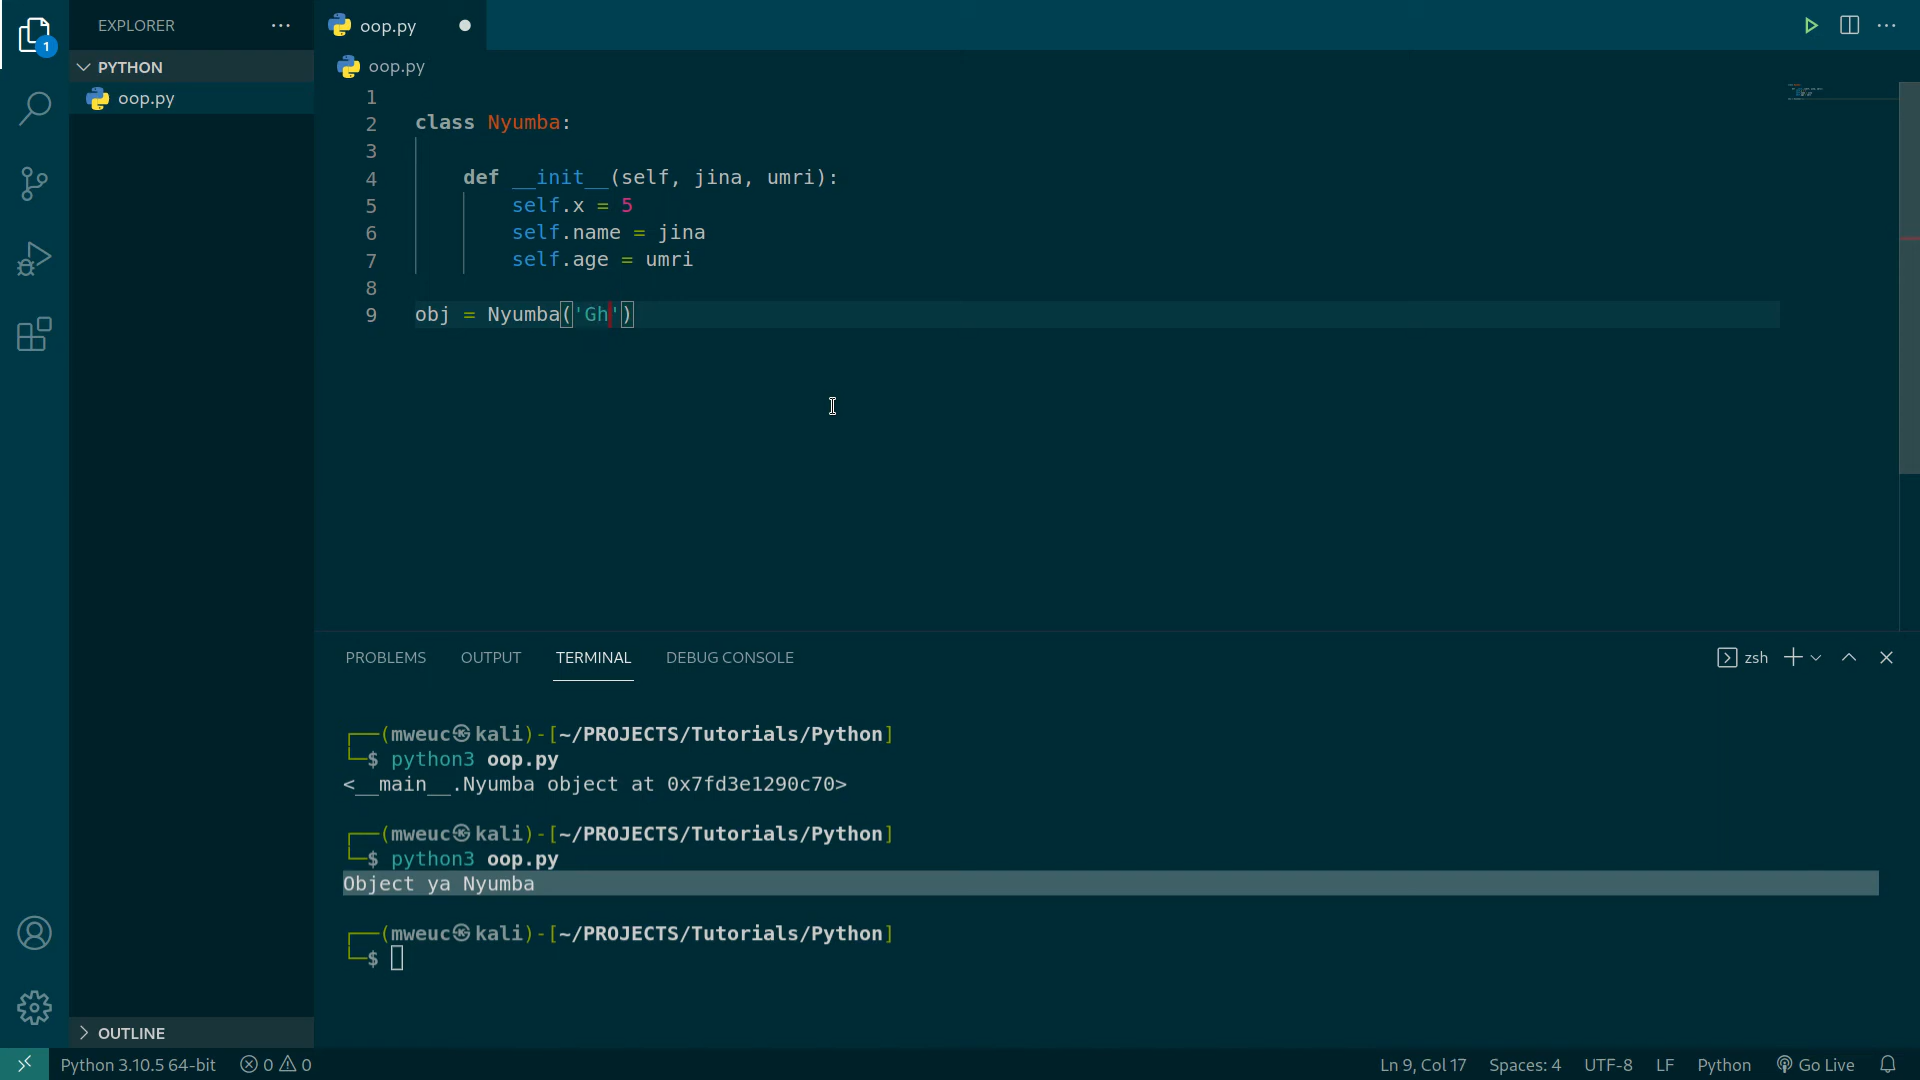 1
EXPLORER
oop.py
PYTHON
oop.py
oop.py
1
2 class Nyumba:
3
4 def __init__(self, jina, umri):
5 self.x = 5
6 self.name = jina
7 self.age = umri
8
9 obj = Nyumba('Gh')
PROBLEMS OUTPUT TERMINAL DEBUG CONSOLE zsh
┌──(mweuc㉿kali)-[~/PROJECTS/Tutorials/Python]
└─$ python3 oop.py
<__main__.Nyumba object at 0x7fd3e1290c70>
┌──(mweuc㉿kali)-[~/PROJECTS/Tutorials/Python]
└─$ python3 oop.py
Object ya Nyumba
┌──(mweuc㉿kali)-[~/PROJECTS/Tutorials/Python]
└─$
OUTLINE
Python 3.10.5 64-bit 0 0 Ln 9, Col 17 Spaces: 4 UTF-8 LF Python Go Live